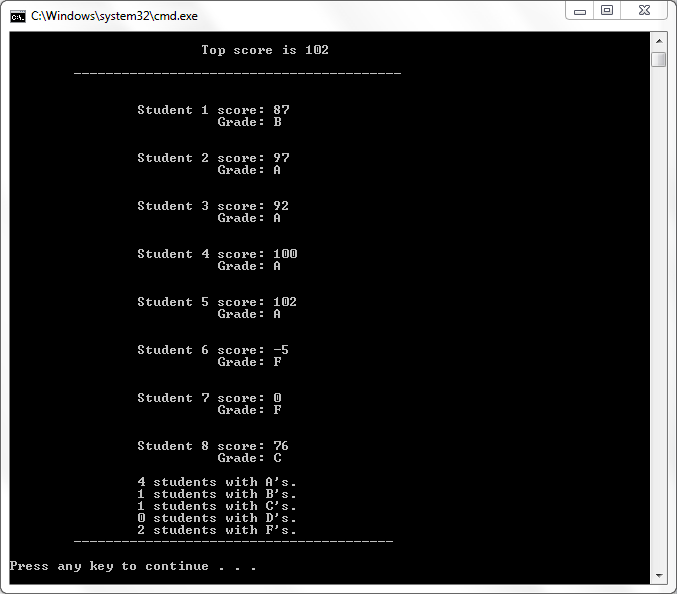 C:\Windows\system32\cmd.exe
Top score is 102
-----------------------------------------
Student 1 score: 87
Grade: B
Student 2 score: 97
Grade: A
Student 3 score: 92
Grade: A
Student 4 score: 100
Grade: A
Student 5 score: 102
Grade: A
Student 6 score: -5
Grade: F
Student 7 score: 0
Grade: F
Student 8 score: 76
Grade: C
4 students with A's.
1 students with B's.
1 students with C's.
0 students with D's.
2 students with F's.
----------------------------------------
Press any key to continue . . .